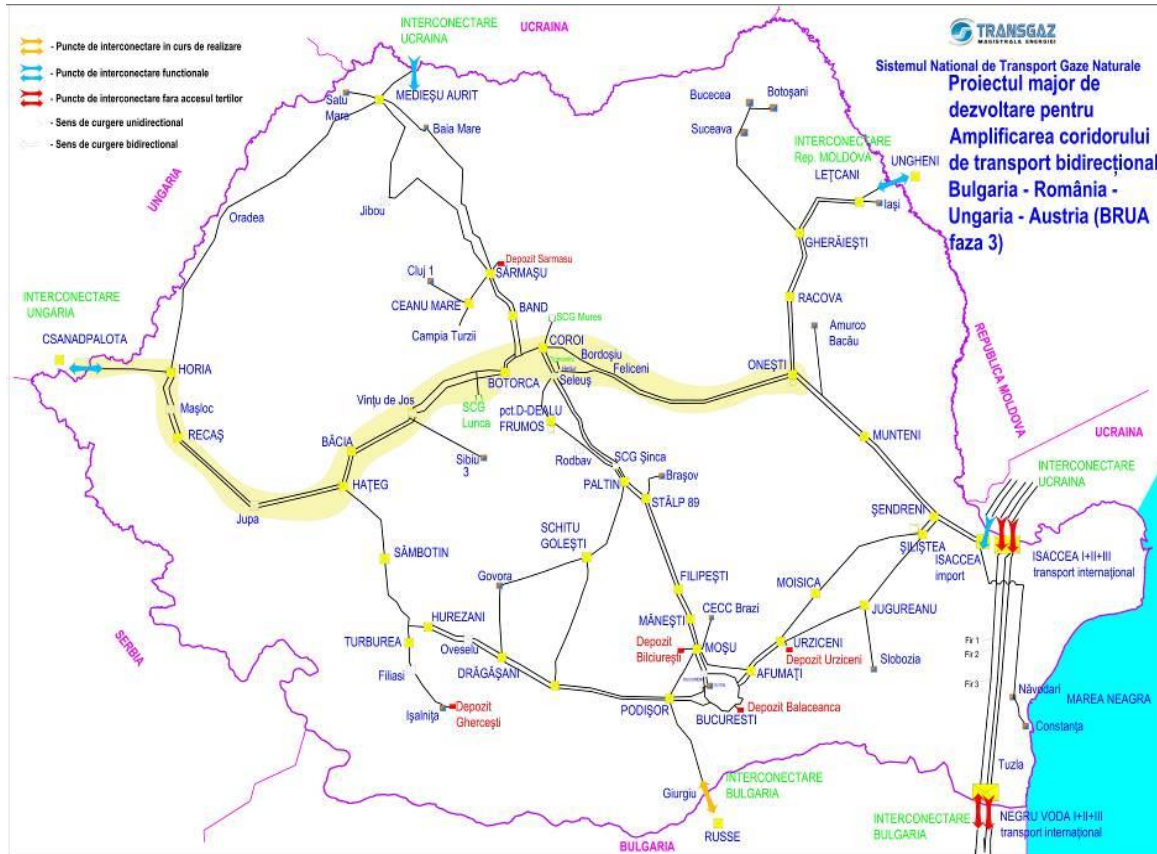 UCRAINA
INTERCONECTARE
UCRAINA
UCRAINA
TRANSGAZ
MAGISTRALE ENERGIEI
Sistemul National de Transport Gaze Naturale
Proiectul major de
dezvoltare pentru
Amplificarea coridorului
de transport bidirecțional
Bulgaria - România -
Ungaria - Austria (BRUA
faza 3)
- Puncte de interconectare in curs de realizare
- Puncte de interconectare functionale
- Puncte de interconectare fara accesul tertilor
- Sens de curgere unidirectional
- Sens de curgere bidirectional
MEDIEȘU AURIT
Satu
Mare
Baia Mare
Bucecea
Botoșani
Suceava
INTERCONECTARE
Rep. MOLDOVA
UNGHENI
LEȚCANI
Iași
UNGARIA
Oradea
Jibou
GHERĂIEȘTI
Depozit Sarmasu
SĂRMAȘU
Cluj 1
CEANU MARE
BAND
Campia Turzii
RACOVA
Amurco
Bacău
REPUBLICA MOLDOVA
INTERCONECTARE
UNGARIA
CSANADPALOTA
HORIA
SCG Mures
COROI
Bordoșiu
Feliceni
Seleuș
BOTORCA
ONEȘTI
Mașloc
RECAȘ
Vințu de Jos
SCG
Lunca
pct.D-DEALU
FRUMOS
BĂCIA
Sibiu
3
Rodbav
SCG Șinca
MUNTENI
UCRAINA
INTERCONECTARE
UCRAINA
HAȚEG
PALTIN
Brașov
STÂLP 89
Jupa
ȘENDRENI
SCHITU
GOLEȘTI
SÂMBOTIN
ȘILIȘTEA
ISACCEA
import
ISACCEA I+II+III
transport internațional
Govora
FILIPEȘTI
MOISICA
SERBIA
HUREZANI
MĂNEȘTI
CECC Brazi
JUGUREANU
TURBUREA
Oveselu
Depozit
Bilciurești
MOȘU
URZICENI
Depozit Urziceni
Fir 1
Fir 2
Filiasi
DRĂGĂȘANI
AFUMAȚI
Slobozia
Fir 3
Ișalnița
Depozit
Ghercești
PODIȘOR
BUCURESTI
Depozit Balaceanca
Năvodari
MAREA NEAGRA
Constanța
Tuzla
Giurgiu
INTERCONECTARE
BULGARIA
RUSSE
BULGARIA
INTERCONECTARE
BULGARIA
NEGRU VODA I+II+III
transport internațional